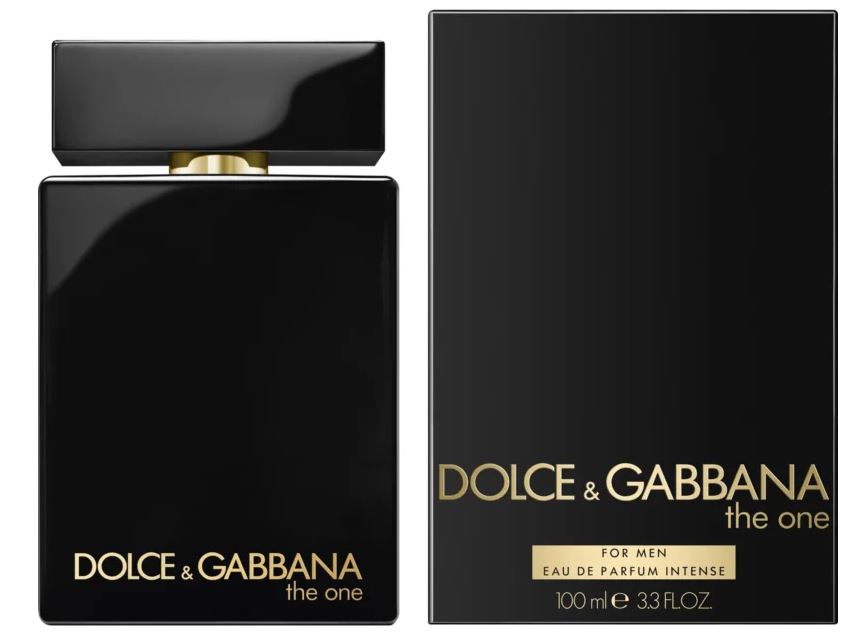 DOLCE & GABBANA
the one
DOLCE & GABBANA
the one
FOR MEN
EAU DE PARFUM INTENSE
100 ml ℮ 3.3 FL.OZ.